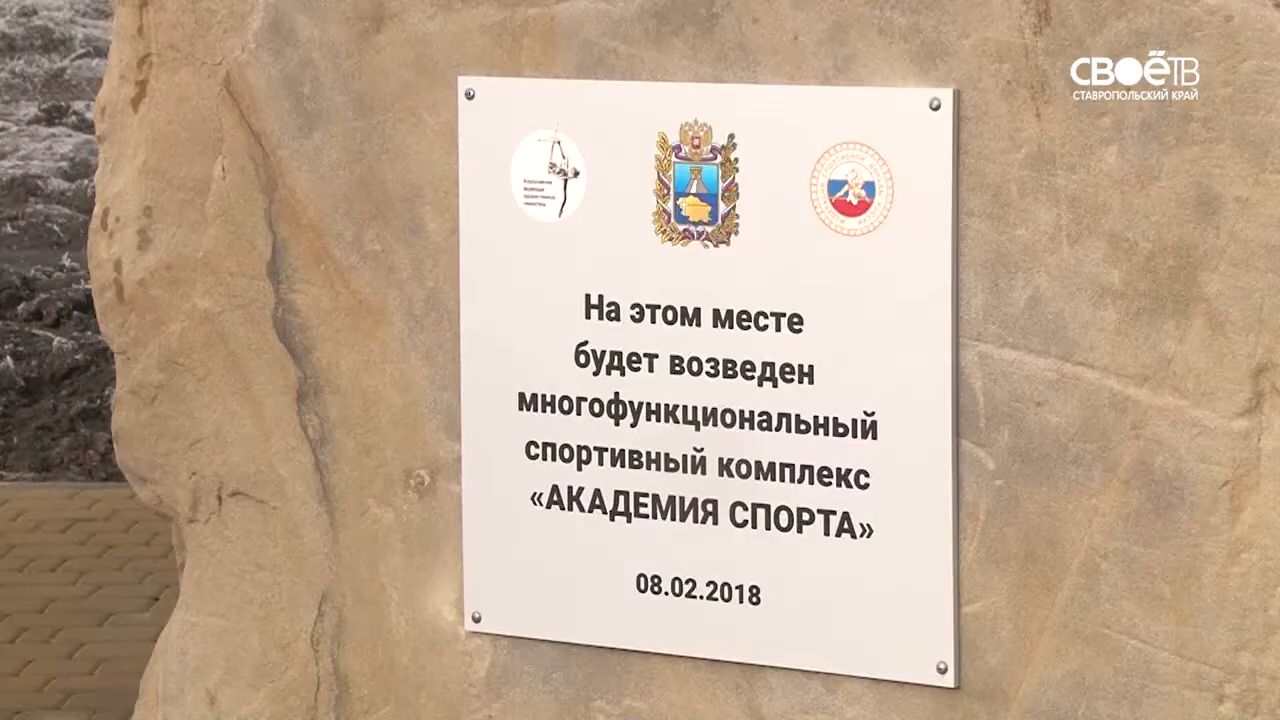 СВОЁТВ
СТАВРОПОЛЬСКИЙ КРАЙ
На этом месте
будет возведен
многофункциональный
спортивный комплекс
«АКАДЕМИЯ СПОРТА»
08.02.2018